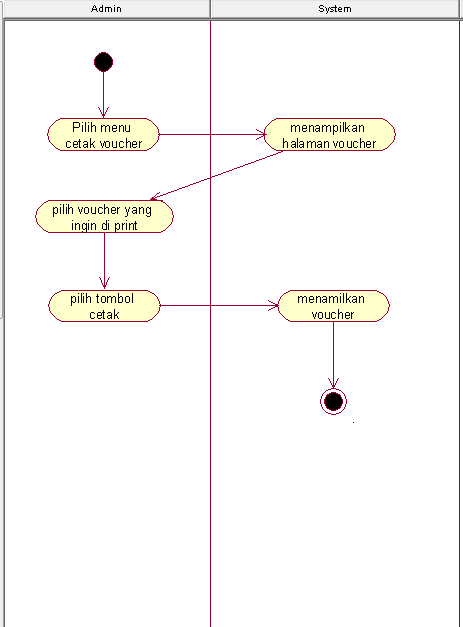 Admin
System
Pilih menu
cetak voucher
menampilkan
halaman voucher
pilih voucher yang
ingin di print
pilih tombol
cetak
menamilkan
voucher